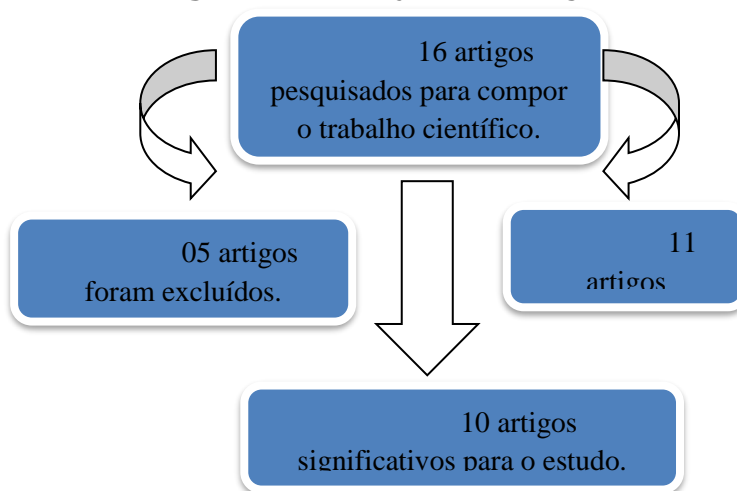 16 artigos
pesquisados para compor
o trabalho científico.
05 artigos
foram excluídos.
11
artigos
10 artigos
significativos para o estudo.